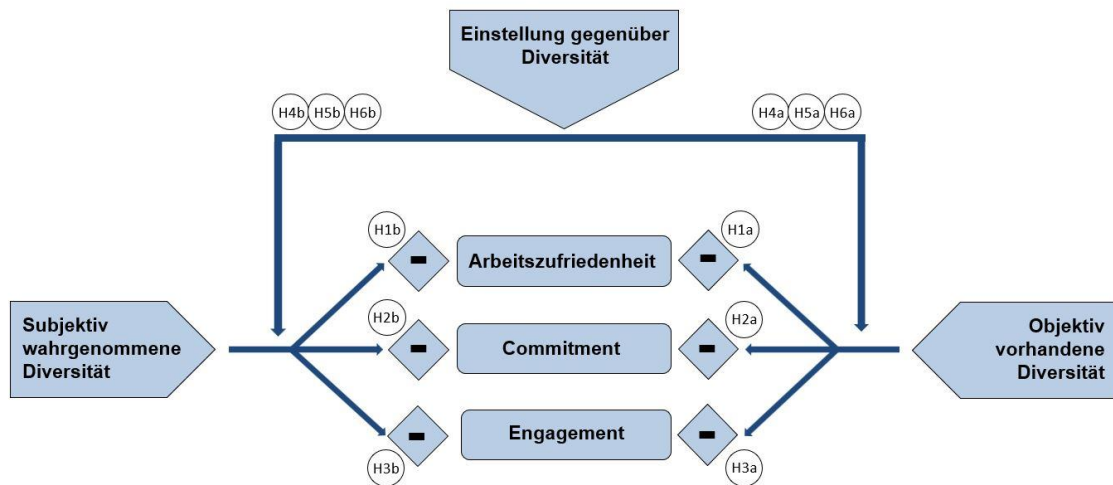 Einstellung gegenüber
Diversität
H4b H5b H6b
H4a H5a H6a
H1b
H1a
- Arbeitszufriedenheit -
H2b
H2a
Subjektiv
wahrgenommene
Diversität
- Commitment -
Objektiv
vorhandene
Diversität
- Engagement -
H3b
H3a